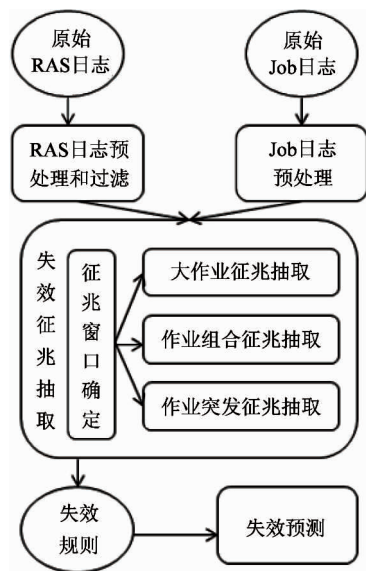 原始
RAS日志
原始
Job日志
RAS日志预
处理和过滤
Job日志
预处理
失效征兆抽取
征兆窗口确定
大作业征兆抽取
作业组合征兆抽取
作业突发征兆抽取
失效
规则
失效预测